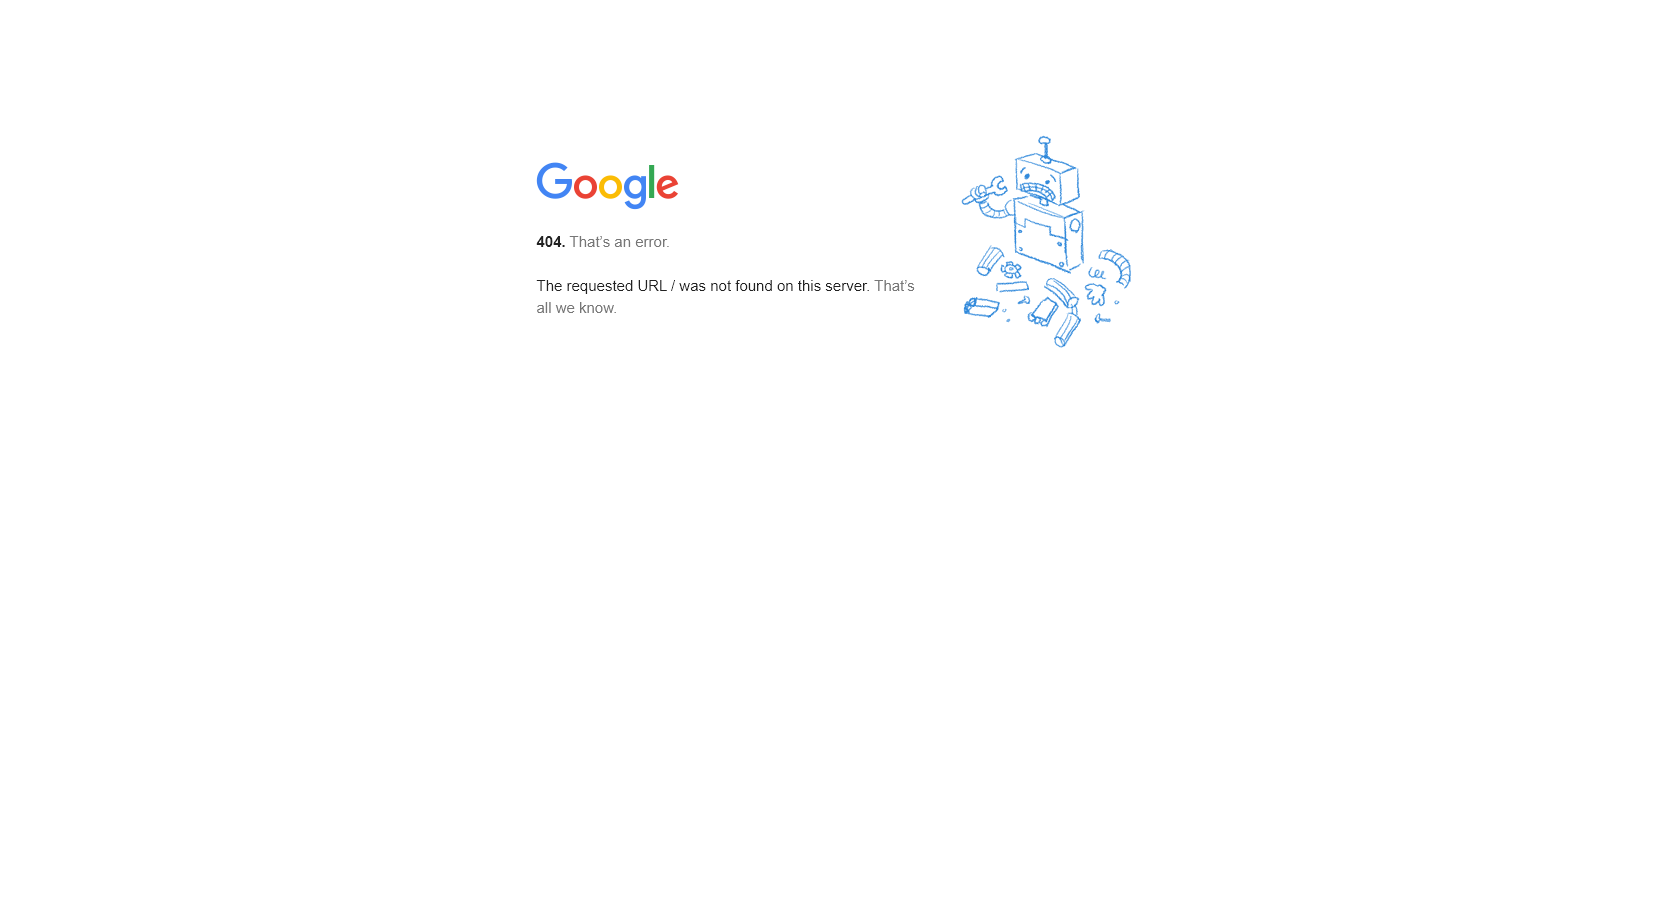 Google
404. That’s an error.
The requested URL / was not found on this server. That’s
all we know.